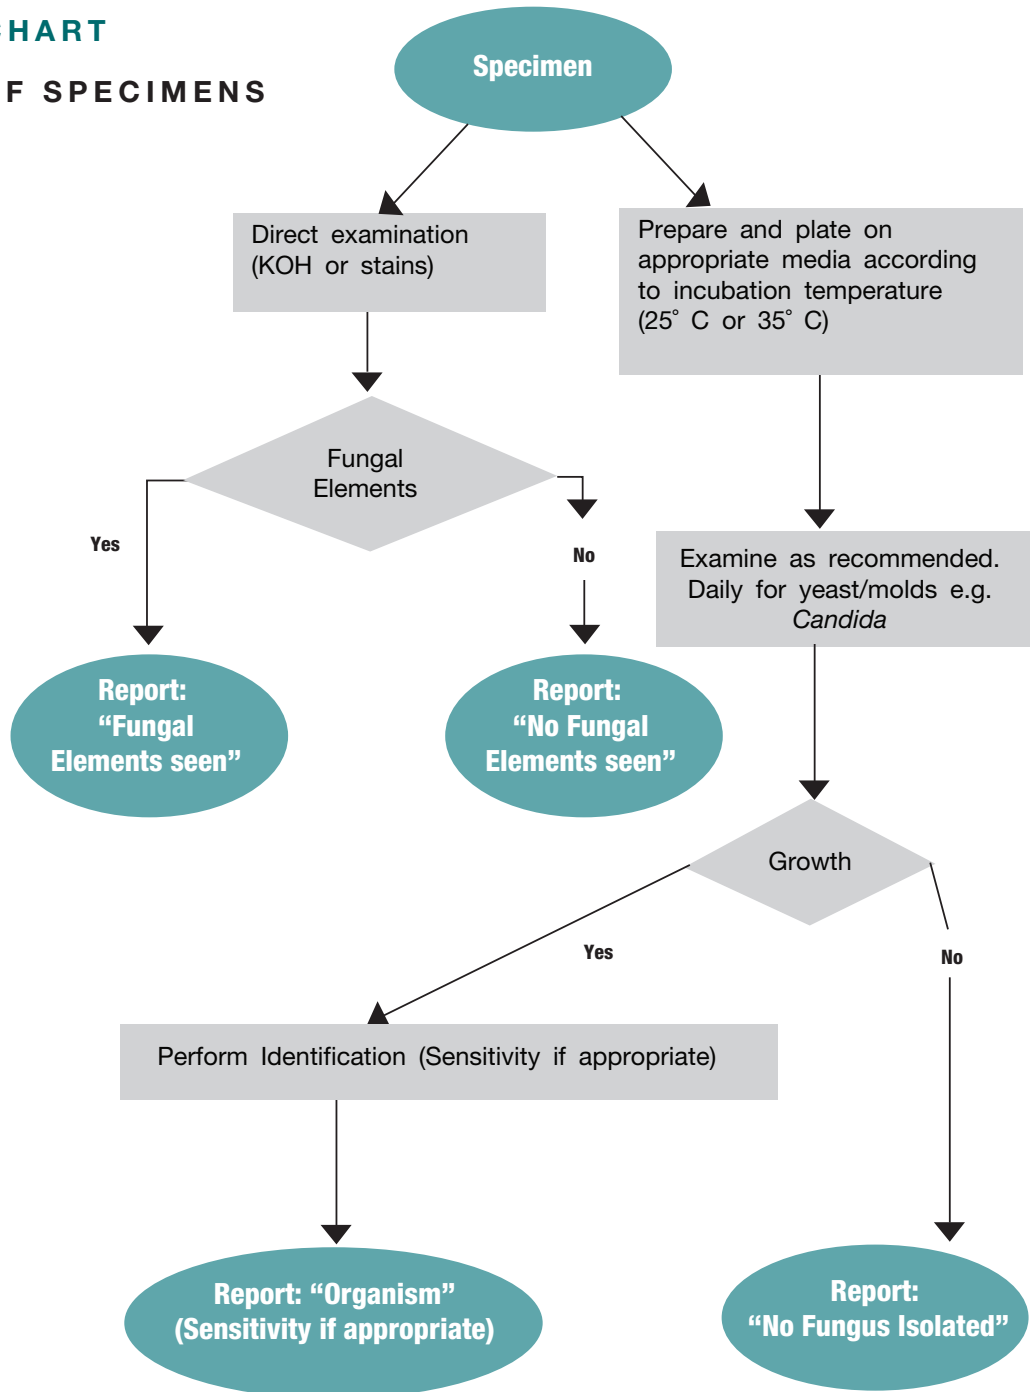 CHART
F SPECIMENS
Specimen
Direct examination
(KOH or stains)
Prepare and plate on
appropriate media according
to incubation temperature
(25° C or 35° C)
Fungal
Elements
Yes
No
Examine as recommended.
Daily for yeast/molds e.g.
Candida
Report:
“Fungal
Elements seen”
Report:
“No Fungal
Elements seen”
Growth
Yes
No
Perform Identification (Sensitivity if appropriate)
Report: “Organism”
(Sensitivity if appropriate)
Report:
“No Fungus Isolated”